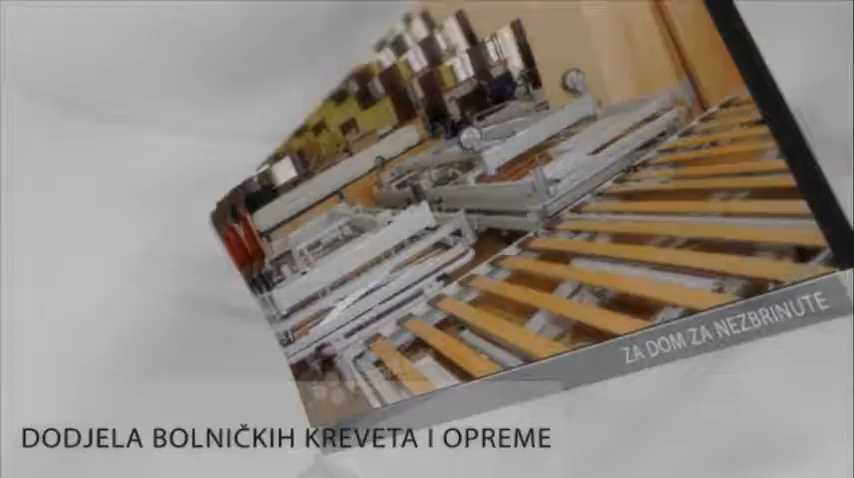 ZA DOM ZA NEZBRINUTE
DODJELA BOLNIČKIH KREVETA I OPREME